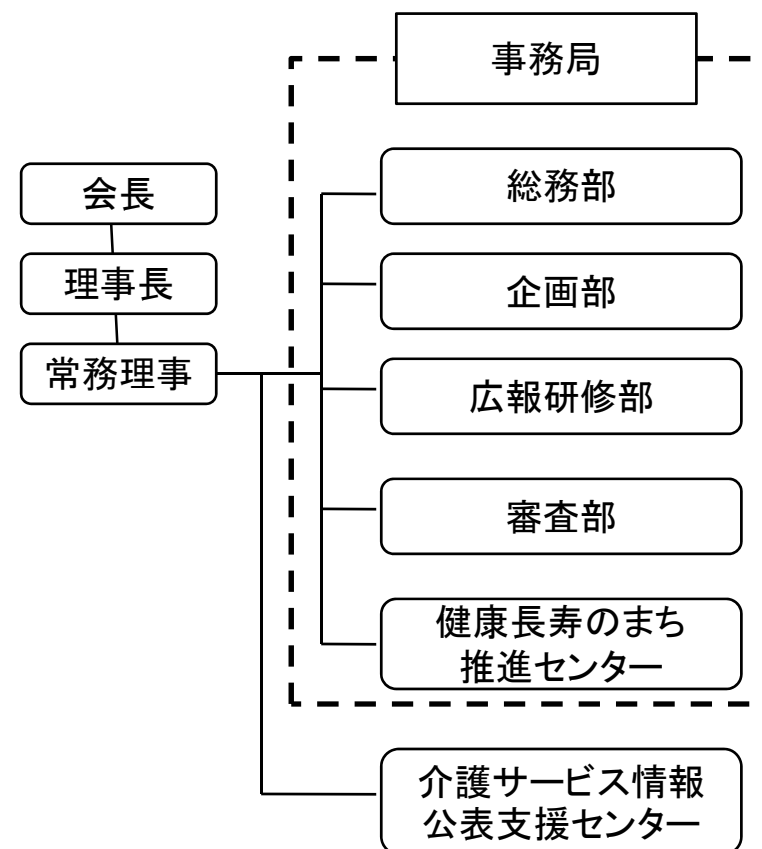 事務局
会長
理事長
常務理事
総務部
企画部
広報研修部
審査部
健康長寿のまち
推進センター
介護サービス情報
公表支援センター